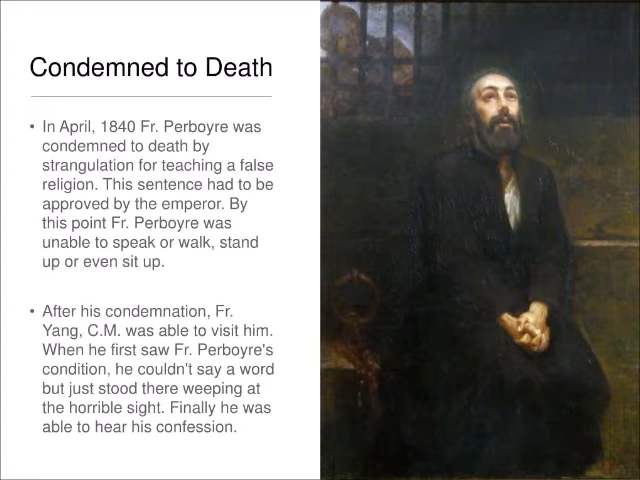 Condemned to Death
• In April, 1840 Fr. Perboyre was
condemned to death by
strangulation for teaching a false
religion. This sentence had to be
approved by the emperor. By
this point Fr. Perboyre was
unable to speak or walk, stand
up or even sit up.
• After his condemnation, Fr.
Yang, C.M. was able to visit him.
When he first saw Fr. Perboyre's
condition, he couldn't say a word
but just stood there weeping at
the horrible sight. Finally he was
able to hear his confession.